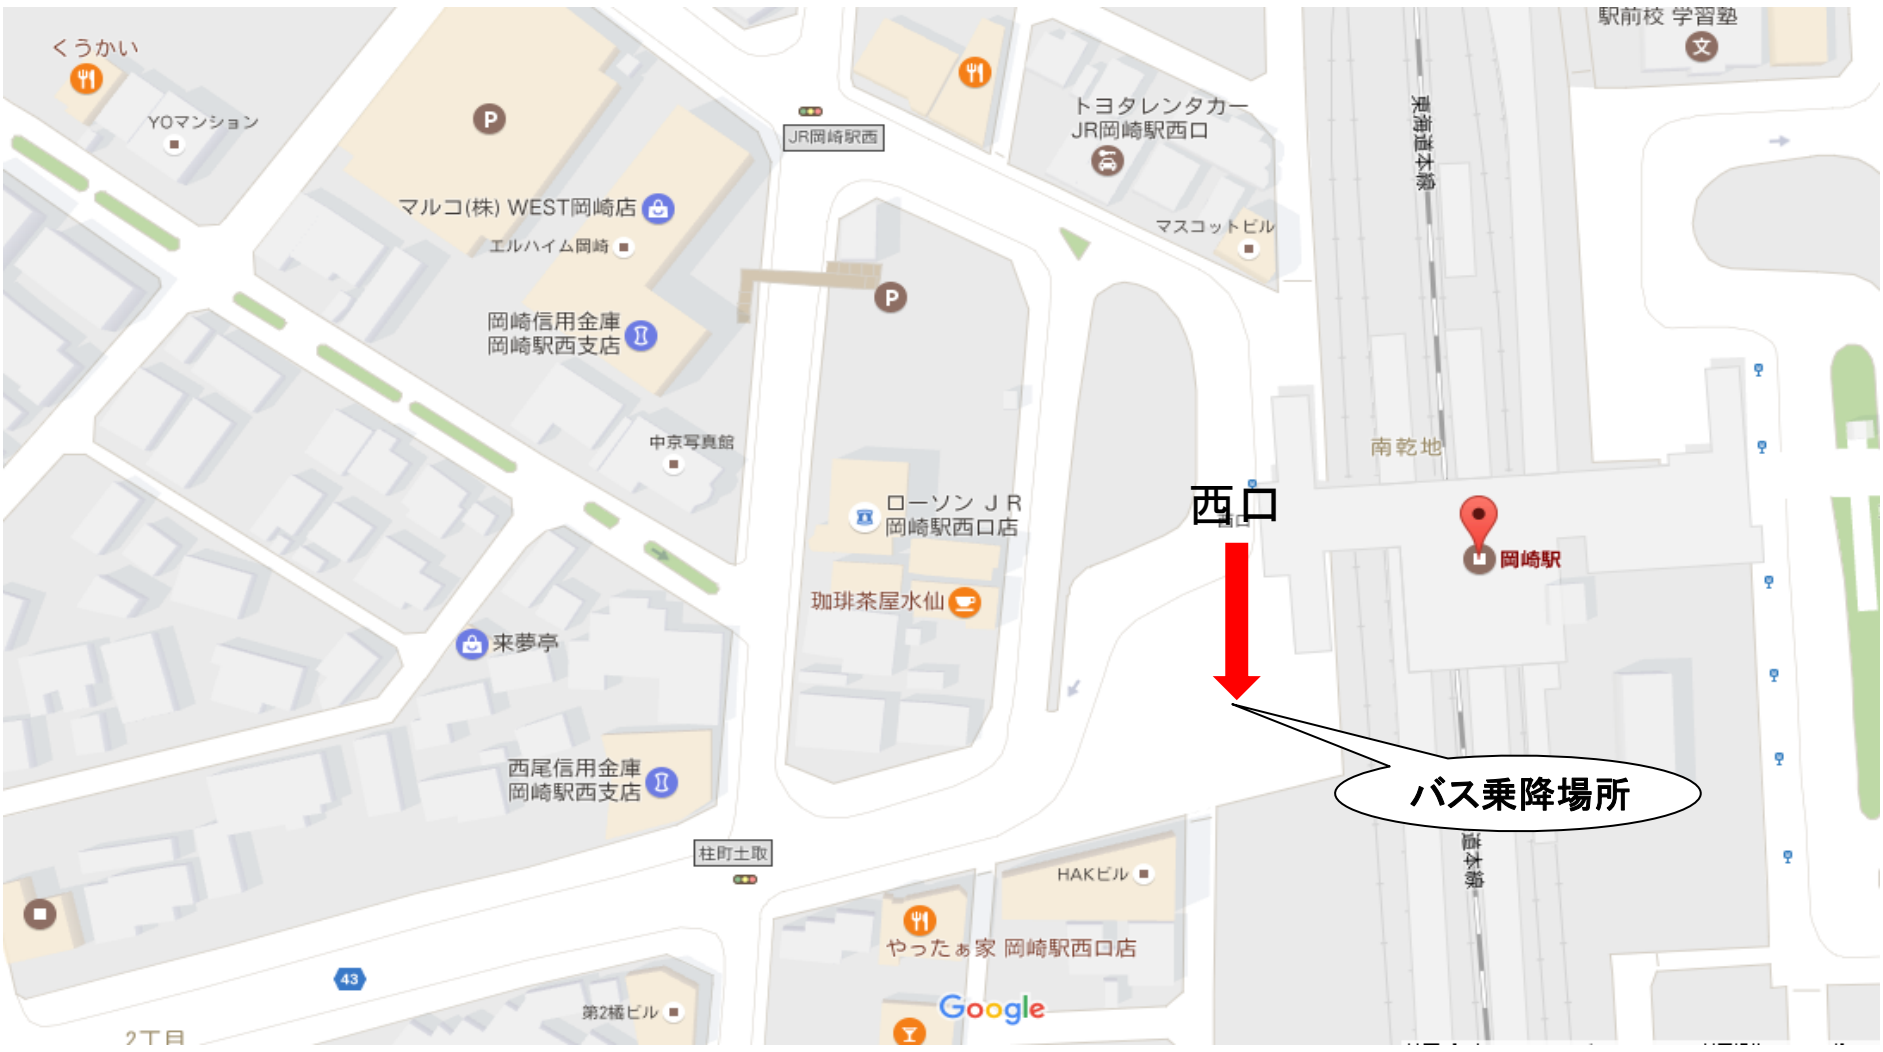 駅前校 学習塾
くうかい
YOマンション
P
JR岡崎駅西
トヨタレンタカー
JR岡崎駅西口
東海道本線
文
マルコ(株) WEST岡崎店
エルハイム岡崎
マスコットビル
P
岡崎信用金庫
岡崎駅西支店
中京写真館
南乾地
ローソン JR
岡崎駅西口店
西口
西口
岡崎駅
珈琲茶屋水仙
来夢亭
西尾信用金庫
岡崎駅西支店
バス乗降場所
柱町土取
道本線
HAKビル
やったぁ家 岡崎駅西口店
43
第2橘ビル
Google
2丁目